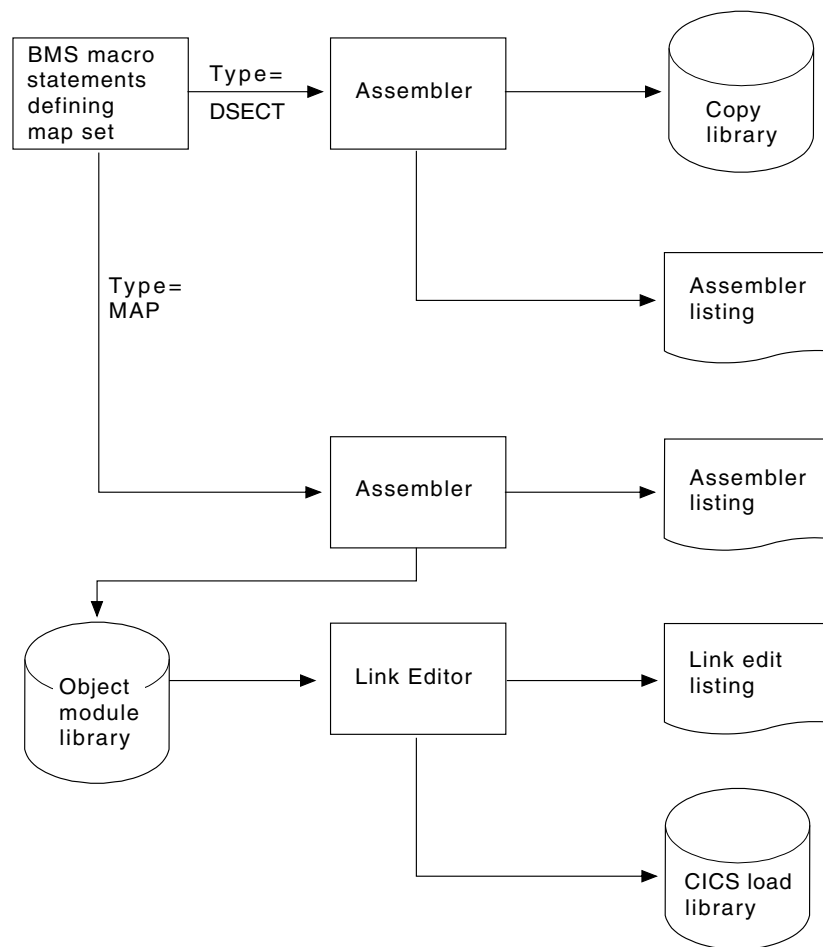 BMS macro
statements
defining
map set
Type=
DSECT
Assembler
Copy
library
Type=
MAP
Assembler
listing
Assembler
Assembler
listing
Object
module
library
Link Editor
Link edit
listing
CICS load
library